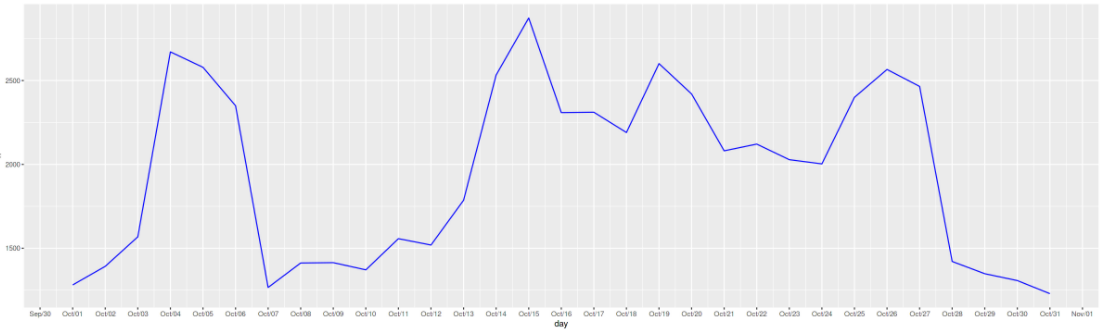 2500
2000
1500
Sep/30 Oct/01 Oct/02 Oct/03 Oct/04 Oct/05 Oct/06 Oct/07 Oct/08 Oct/09 Oct/10 Oct/11 Oct/12 Oct/13 Oct/14 Oct/15 Oct/16 Oct/17 Oct/18 Oct/19 Oct/20 Oct/21 Oct/22 Oct/23 Oct/24 Oct/25 Oct/26 Oct/27 Oct/28 Oct/29 Oct/30 Oct/31 Nov/01
day